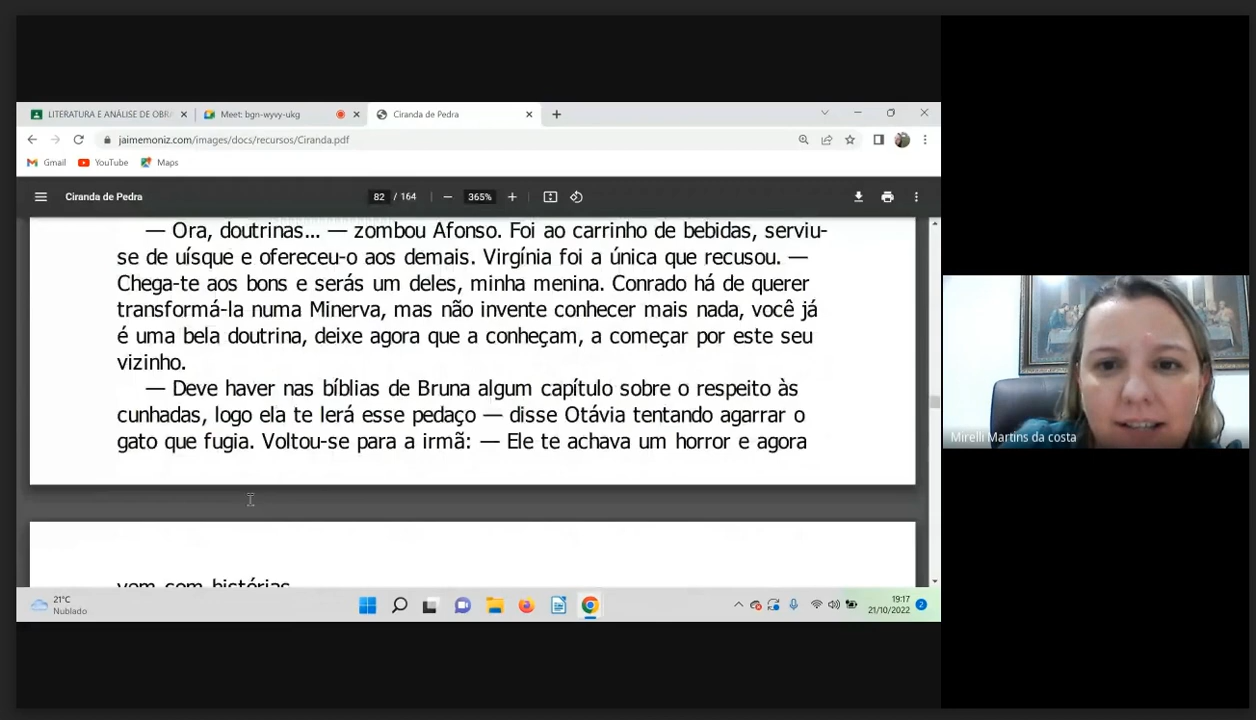 LITERATURA E ANÁLISE DE OBR
Meet: bgn-wyvy-ukg
Ciranda de Pedra
jaimemoniz.com/images/docs/recursos/Ciranda.pdf
Gmail YouTube Maps
Ciranda de Pedra 82 / 164 365%
— Ora, doutrinas... — zombou Afonso. Foi ao carrinho de bebidas, serviu-
se de uísque e ofereceu-o aos demais. Virgínia foi a única que recusou. —
Chega-te aos bons e serás um deles, minha menina. Conrado há de querer
transformá-la numa Minerva, mas não invente conhecer mais nada, você já
é uma bela doutrina, deixe agora que a conheçam, a começar por este seu
vizinho.
— Deve haver nas bíblias de Bruna algum capítulo sobre o respeito às
cunhadas, logo ela te lerá esse pedaço — disse Otávia tentando agarrar o
gato que fugia. Voltou-se para a irmã: — Ele te achava um horror e agora
vem com histórias
Mirelli Martins da costa
21°C
Nublado
19:17
21/10/2022
2